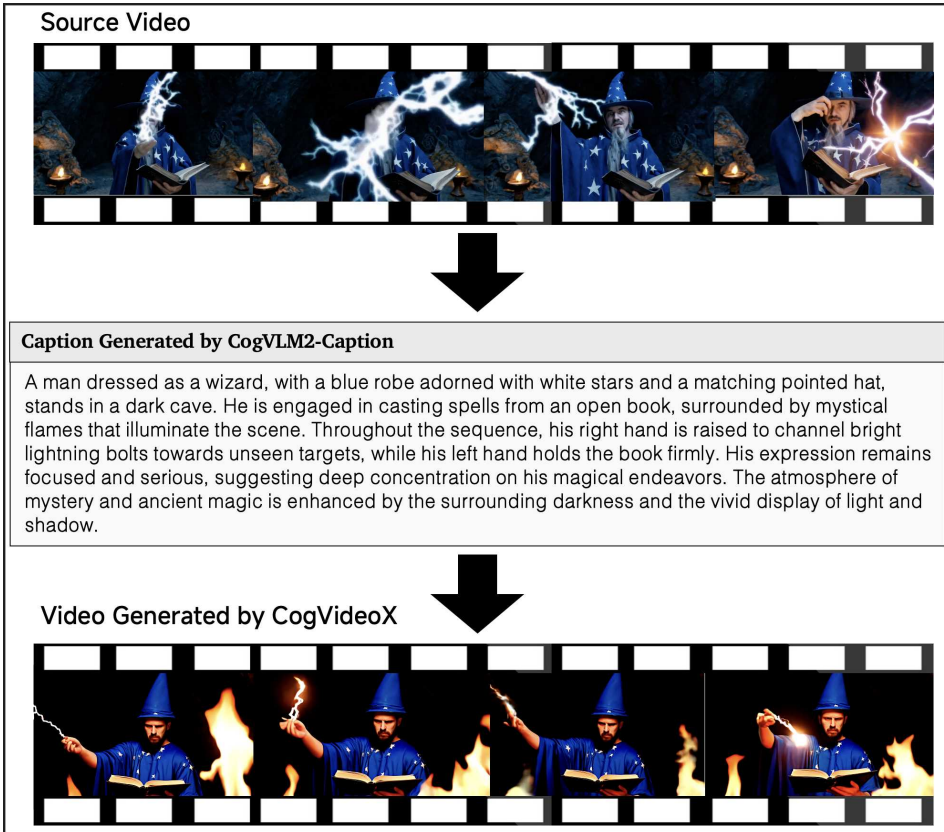 Source Video
Caption Generated by CogVLM2-Caption
A man dressed as a wizard, with a blue robe adorned with white stars and a matching pointed hat,
stands in a dark cave. He is engaged in casting spells from an open book, surrounded by mystical
flames that illuminate the scene. Throughout the sequence, his right hand is raised to channel bright
lightning bolts towards unseen targets, while his left hand holds the book firmly. His expression remains
focused and serious, suggesting deep concentration on his magical endeavors. The atmosphere of
mystery and ancient magic is enhanced by the surrounding darkness and the vivid display of light and
shadow.
Video Generated by CogVideoX